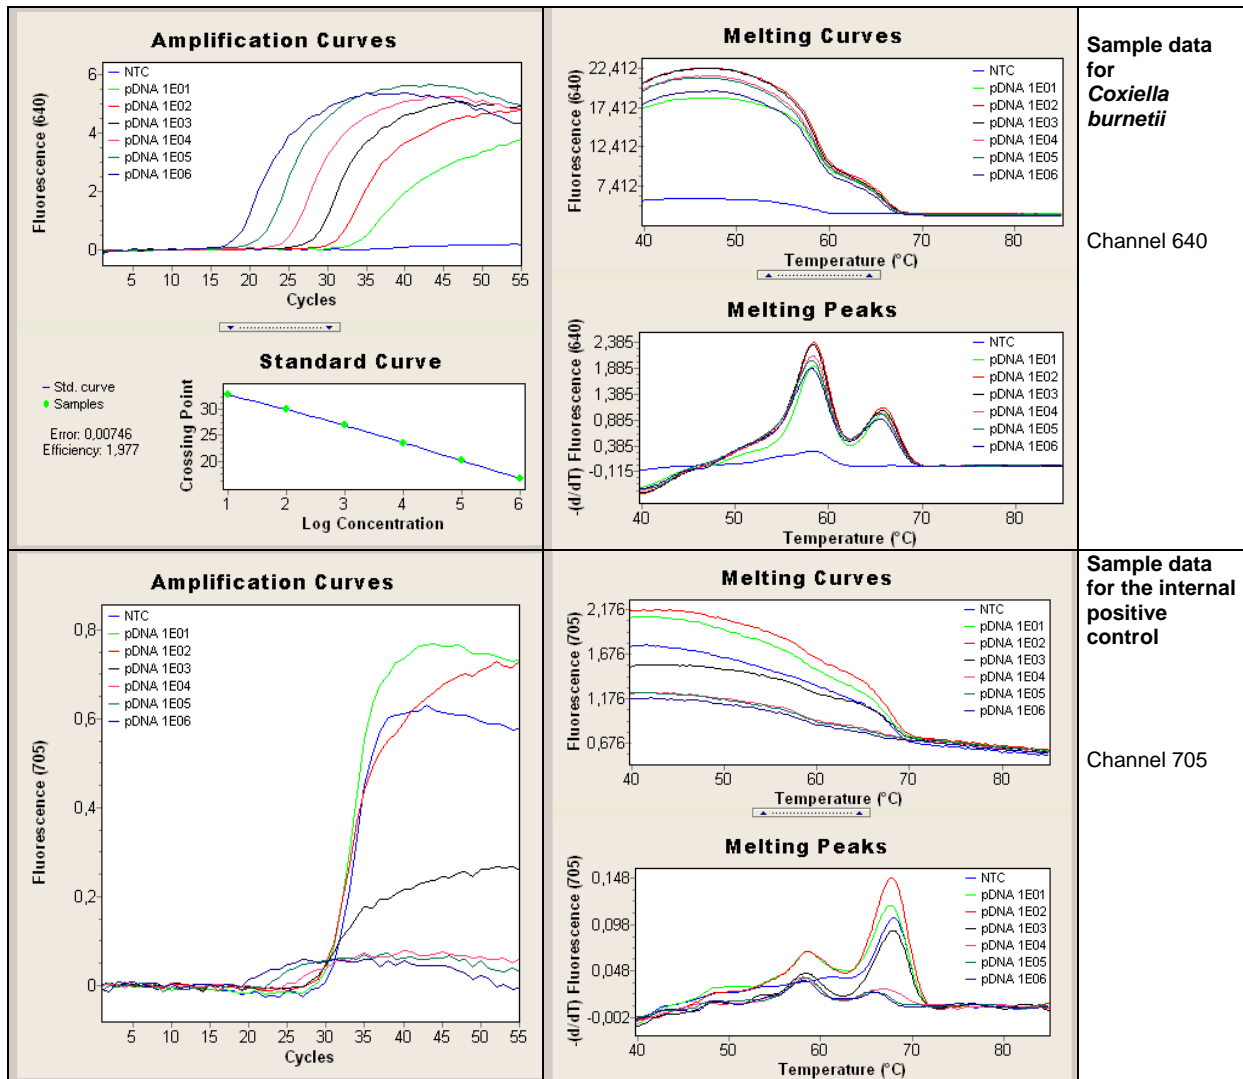 Amplification Curves
Fluorescence (640)
6
4
2
0
NTC
pDNA 1E01
pDNA 1E02
pDNA 1E03
pDNA 1E04
pDNA 1E05
pDNA 1E06
5 10 15 20 25 30 35 40 45 50 55
Cycles
Standard Curve
Std. curve
Samples
Error: 0,00746
Efficiency: 1,977
Crossing Point
30
25
20
1 2 3 4 5 6
Log Concentration
Melting Curves
Fluorescence (640)
22,412
17,412
12,412
7,412
NTC
pDNA 1E01
pDNA 1E02
pDNA 1E03
pDNA 1E04
pDNA 1E05
pDNA 1E06
40 50 60 70 80
Temperature (°C)
Melting Peaks
-(d/dT) Fluorescence (640)
2,385
1,885
1,385
0,885
0,385
-0,115
NTC
pDNA 1E01
pDNA 1E02
pDNA 1E03
pDNA 1E04
pDNA 1E05
pDNA 1E06
40 50 60 70 80
Temperature (°C)
Sample data
for
Coxiella
burnetii
Channel 640
Amplification Curves
Fluorescence (705)
0,8
0,6
0,4
0,2
0
NTC
pDNA 1E01
pDNA 1E02
pDNA 1E03
pDNA 1E04
pDNA 1E05
pDNA 1E06
5 10 15 20 25 30 35 40 45 50 55
Cycles
Melting Curves
Fluorescence (705)
2,176
1,676
1,176
0,676
NTC
pDNA 1E01
pDNA 1E02
pDNA 1E03
pDNA 1E04
pDNA 1E05
pDNA 1E06
40 50 60 70 80
Temperature (°C)
Melting Peaks
-(d/dT) Fluorescence (705)
0,148
0,098
0,048
-0,002
NTC
pDNA 1E01
pDNA 1E02
pDNA 1E03
pDNA 1E04
pDNA 1E05
pDNA 1E06
40 50 60 70 80
Temperature (°C)
Sample data
for the internal
positive
control
Channel 705